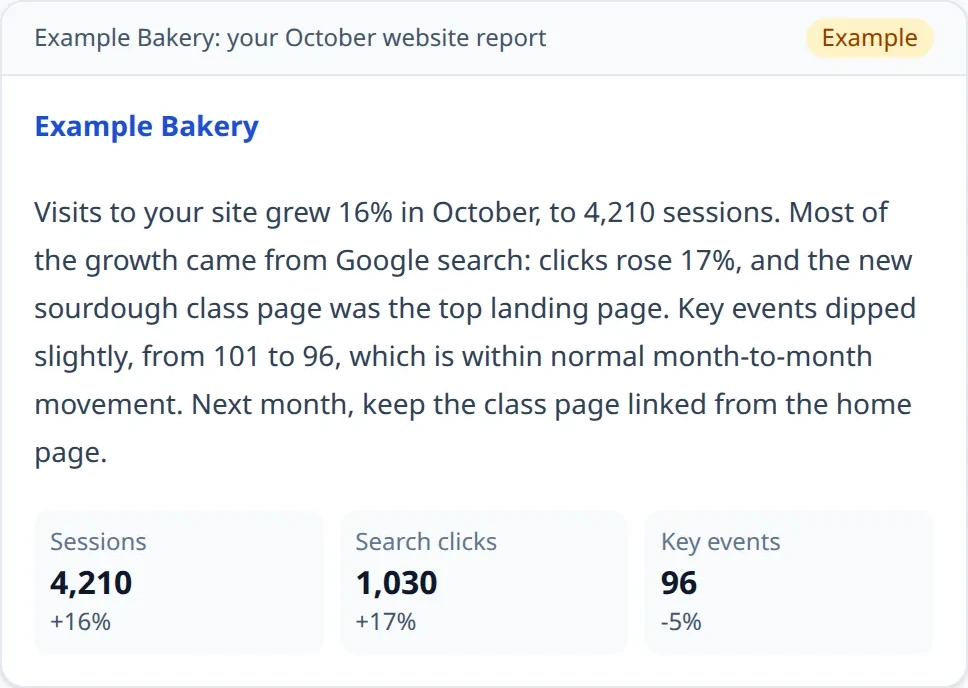 Example Bakery: your October website report
Example
Example Bakery
Visits to your site grew 16% in October, to 4,210 sessions. Most of
the growth came from Google search: clicks rose 17%, and the new
sourdough class page was the top landing page. Key events dipped
slightly, from 101 to 96, which is within normal month-to-month
movement. Next month, keep the class page linked from the home
page.
Sessions
4,210
+16%
Search clicks
1,030
+17%
Key events
96
-5%